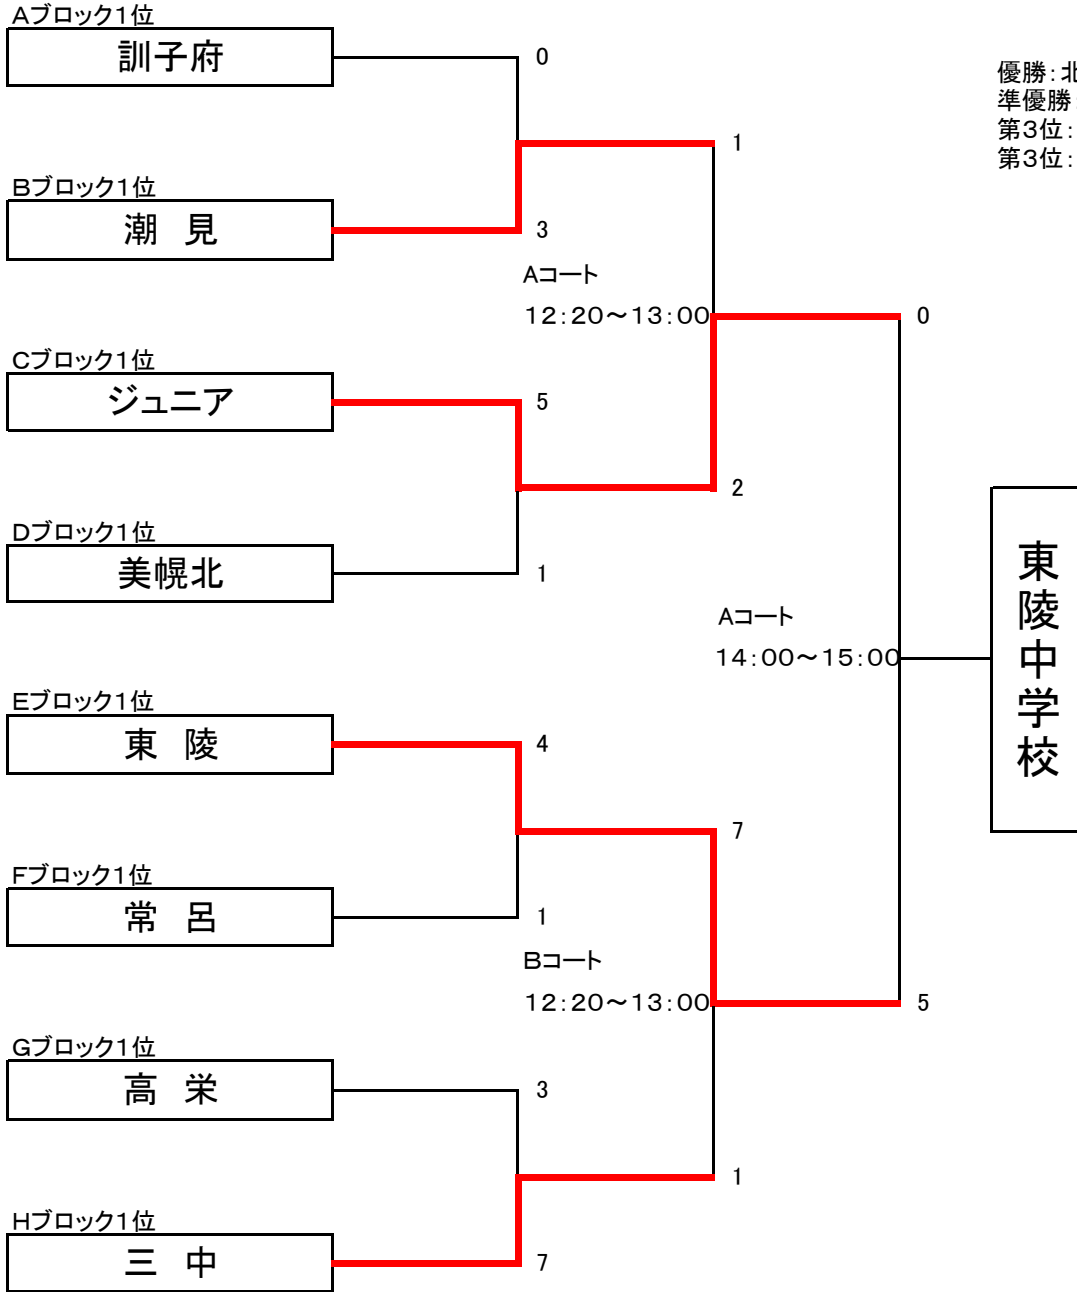 Aブロック1位
訓子府
0
優勝：北
準優勝
第3位：
第3位：
1
Bブロック1位
潮　見
3
Aコート
12：20～13：00
0
Cブロック1位
ジュニア
5
2
Dブロック1位
美幌北
1
Aコート
14：00～15：00
東陵中学校
Eブロック1位
東　陵
4
7
Fブロック1位
常　呂
1
Bコート
12：20～13：00
5
Gブロック1位
高　栄
3
1
Hブロック1位
三　中
7